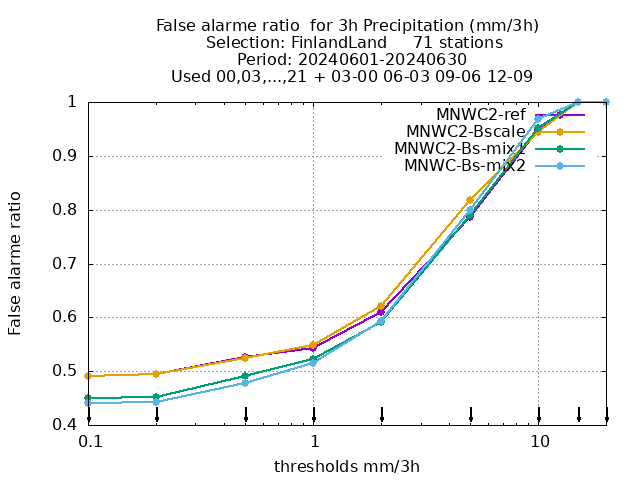 False alarme ratio  for 3h Precipitation (mm/3h)
Selection: FinlandLand     71 stations
Period: 20240601-20240630
Used 00,03,...,21 + 03-00 06-03 09-06 12-09
1
0.9
0.8
0.7
0.6
0.5
0.4
False alarme ratio
MNWC2-ref
MNWC2-Bscale
MNWC2-Bs-mix1
MNWC-Bs-mix2
0.1
1
10
thresholds mm/3h